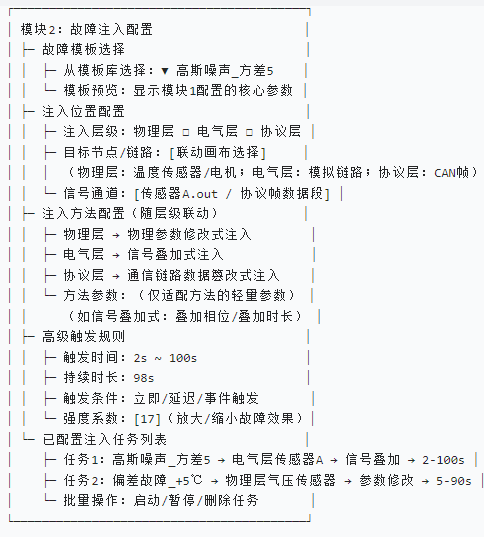 模块2: 故障注入配置
├─ 故障模板选择
│ ├─ 从模板库选择: ▼ 高斯噪声_方差5
│ └─ 模板预览: 显示模块1配置的核心参数
├─ 注入位置配置
│ ├─ 注入层级: 物理层 □ 电气层 □ 协议层
│ ├─ 目标节点/链路: [联动画布选择]
│ │ (物理层: 温度传感器/电机; 电气层: 模拟链路; 协议层: CAN帧)
│ └─ 信号通道: [传感器A.out / 协议帧数据段]
├─ 注入方法配置 (随层级联动)
│ ├─ 物理层 → 物理参数修改式注入
│ ├─ 电气层 → 信号叠加式注入
│ ├─ 协议层 → 通信链路数据篡改式注入
│ └─ 方法参数: (仅适配方法的轻量参数)
│ (如信号叠加式: 叠加相位/叠加时长)
├─ 高级触发规则
│ ├─ 触发时间: 2s ~ 100s
│ ├─ 持续时长: 98s
│ ├─ 触发条件: 立即/延迟/事件触发
│ └─ 强度系数: [17] (放大/缩小故障效果)
└─ 已配置注入任务列表
├─ 任务1: 高斯噪声_方差5 → 电气层传感器A → 信号叠加 → 2-100s
├─ 任务2: 偏差故障_+5℃ → 物理层气压传感器 → 参数修改 → 5-90s
└─ 批量操作: 启动/暂停/删除任务